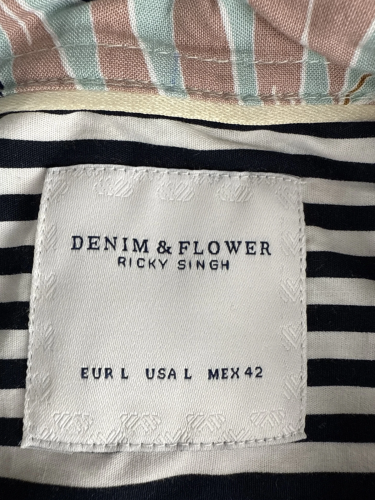 DENIM & FLOWER
RICKY SINGH
EUR L USA L MEX 42